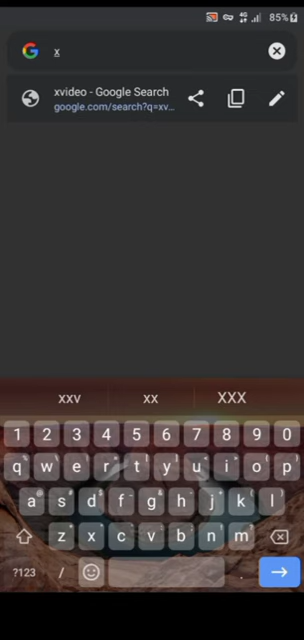 85%
x
xvideo - Google Search
google.com/search?q=xv...
xxv xx XXX
1 2 3 4 5 6 7 8 9 0
q w e r t y u i o p
a s d f g h j k l
z x c v b n m
?123 / .